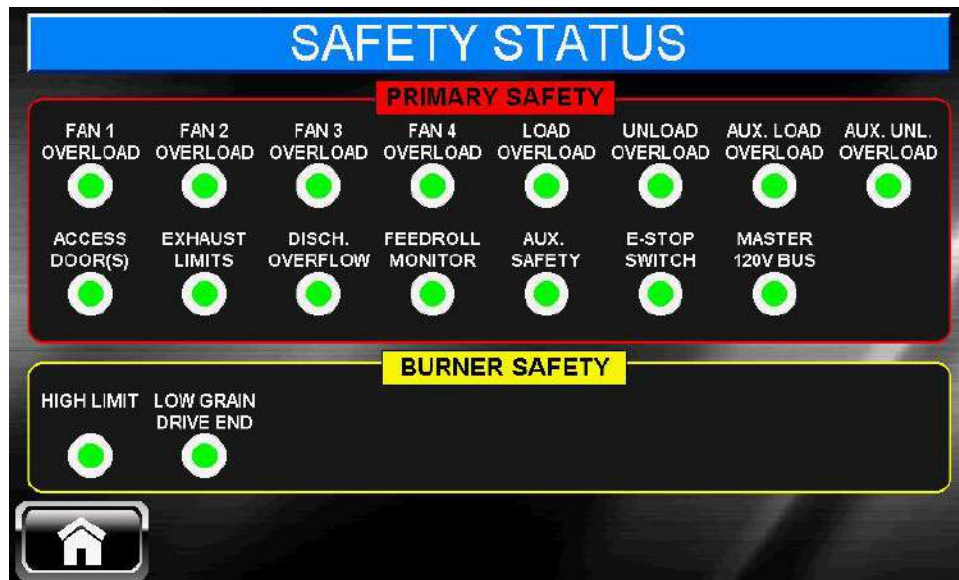 SAFETY STATUS
PRIMARY SAFETY
FAN 1 FAN 2 FAN 3 FAN 4 LOAD UNLOAD AUX. LOAD AUX. UNL.
OVERLOAD OVERLOAD OVERLOAD OVERLOAD OVERLOAD OVERLOAD OVERLOAD OVERLOAD
ACCESS EXHAUST DISCH. FEEDROLL AUX. E-STOP MASTER
DOOR(S) LIMITS OVERFLOW MONITOR SAFETY SWITCH 120V BUS
BURNER SAFETY
HIGH LIMIT LOW GRAIN
DRIVE END